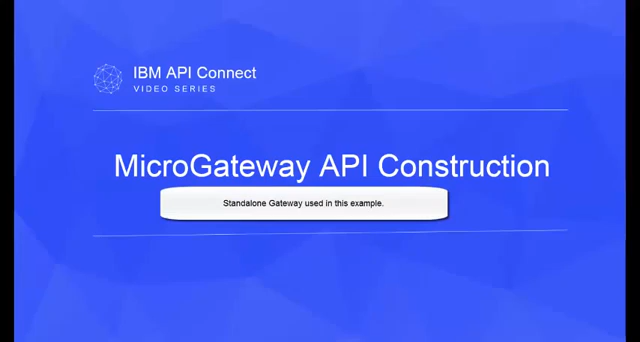 IBM API Connect
VIDEO SERIES
MicroGateway API Construction
Standalone Gateway used in this example.